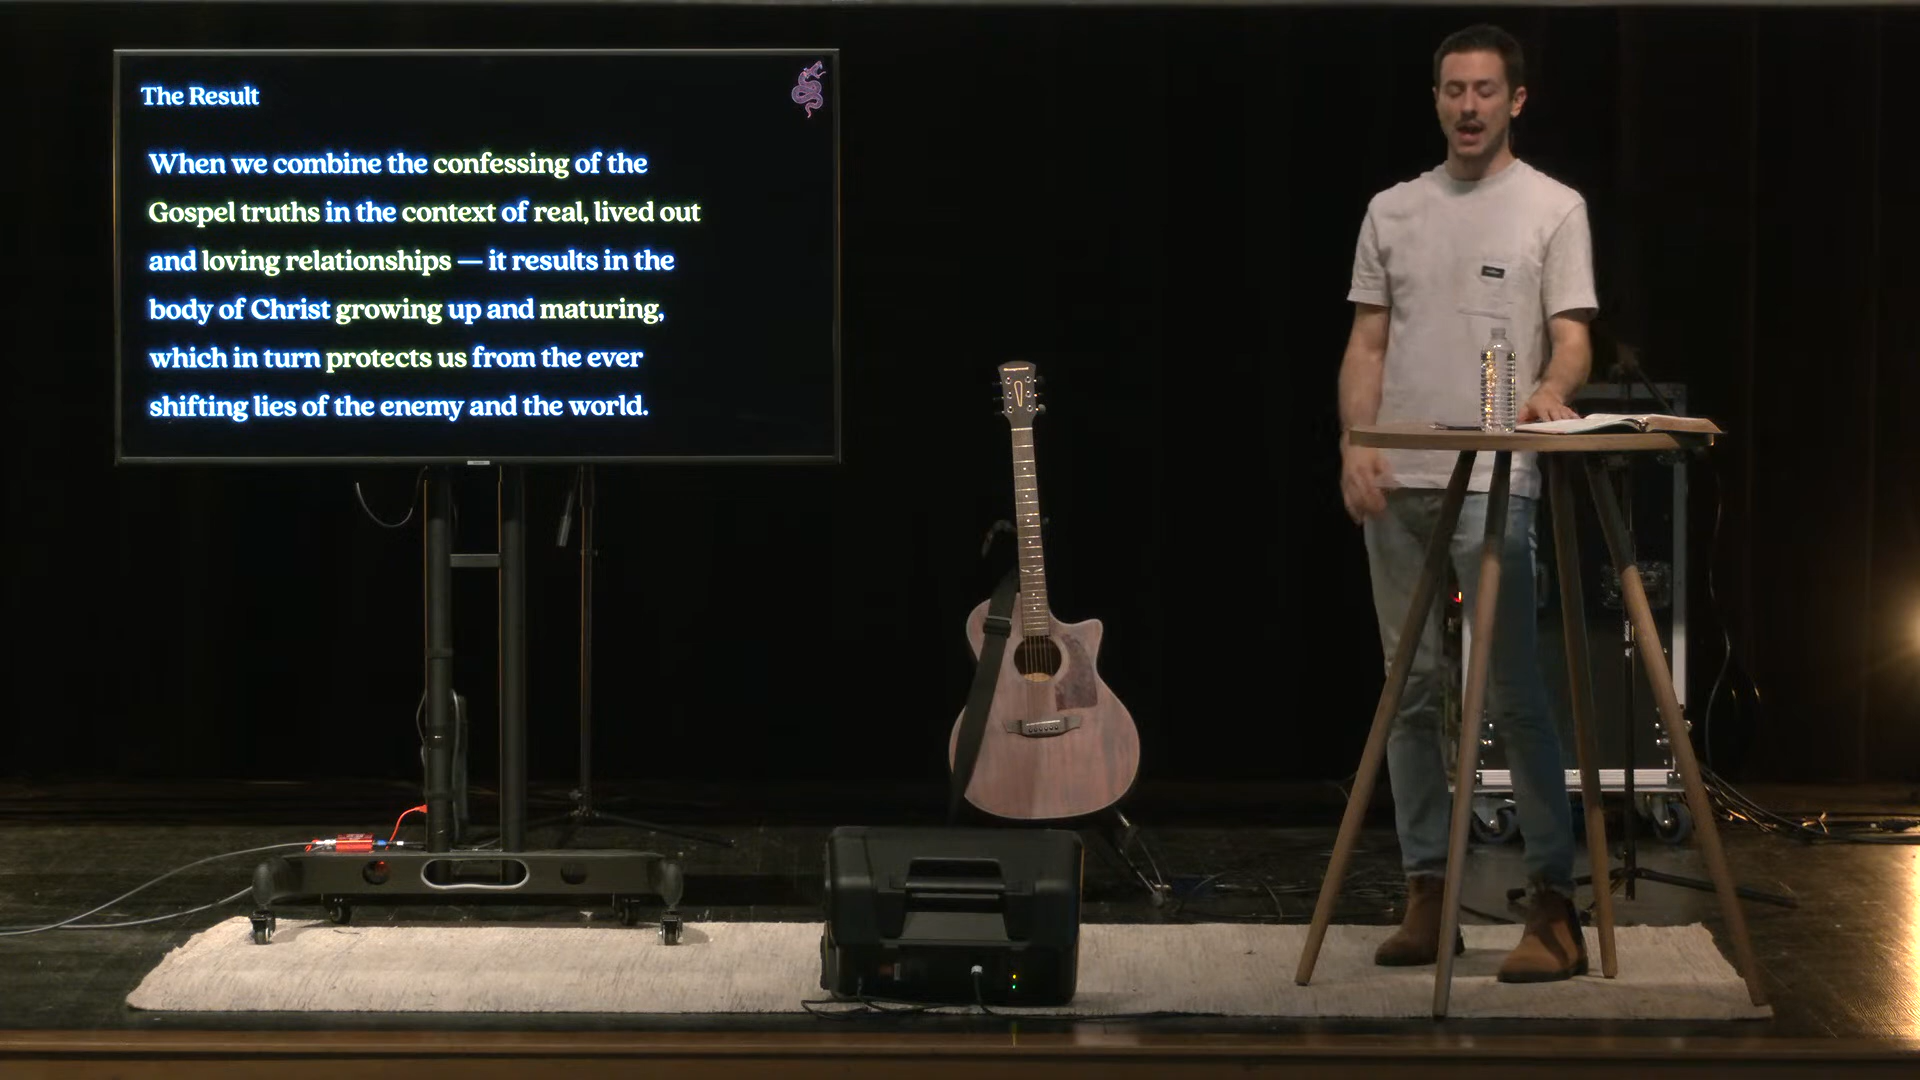 The Result
When we combine the confessing of the
Gospel truths in the context of real, lived out
and loving relationships — it results in the
body of Christ growing up and maturing,
which in turn protects us from the ever
shifting lies of the enemy and the world.